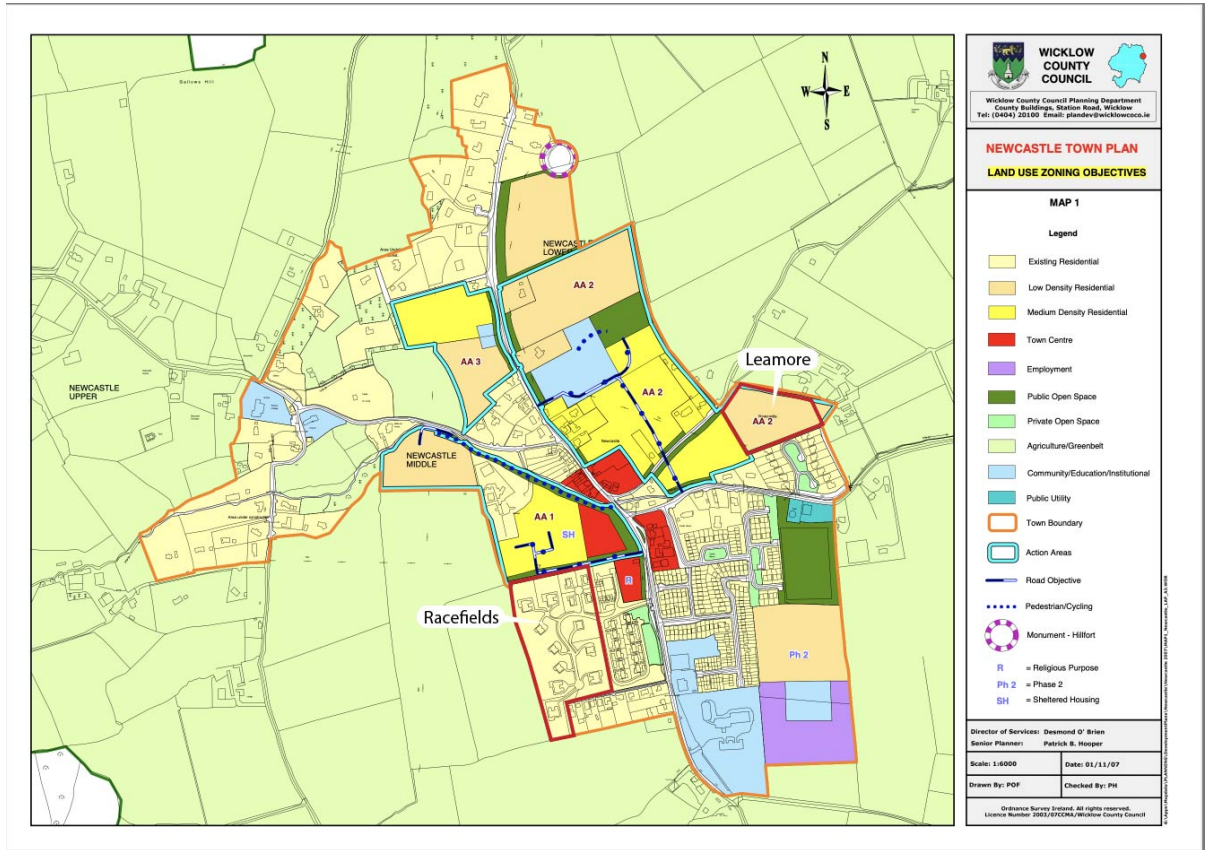 Gallows Hill
N
W E
S
NEWCASTLE
LOWER
AA 2
AA 3
NEWCASTLE
UPPER
AA 2
Leamore
AA 2
Newcastle
NEWCASTLE
MIDDLE
AA 1
SH
R
Racefields
Ph 2
WICKLOW
COUNTY
COUNCIL
Wicklow County Council Planning Department
County Buildings, Station Road, Wicklow
Tel: (0404) 20100 Email: plandev@wicklowcoco.ie
NEWCASTLE TOWN PLAN
LAND USE ZONING OBJECTIVES
MAP 1
Legend
Existing Residential
Low Density Residential
Medium Density Residential
Town Centre
Employment
Public Open Space
Private Open Space
Agriculture/Greenbelt
Community/Education/Institutional
Public Utility
Town Boundary
Action Areas
Road Objective
Pedestrian/Cycling
Monument - Hillfort
R = Religious Purpose
Ph 2 = Phase 2
SH = Sheltered Housing
Director of Services: Desmond O' Brien
Senior Planner: Patrick B. Hooper
Scale: 1:6000 Date: 01/11/07
Drawn By: POF Checked By: PH
Ordnance Survey Ireland. All rights reserved.
Licence Number 2003/07CCMA/Wicklow County Council